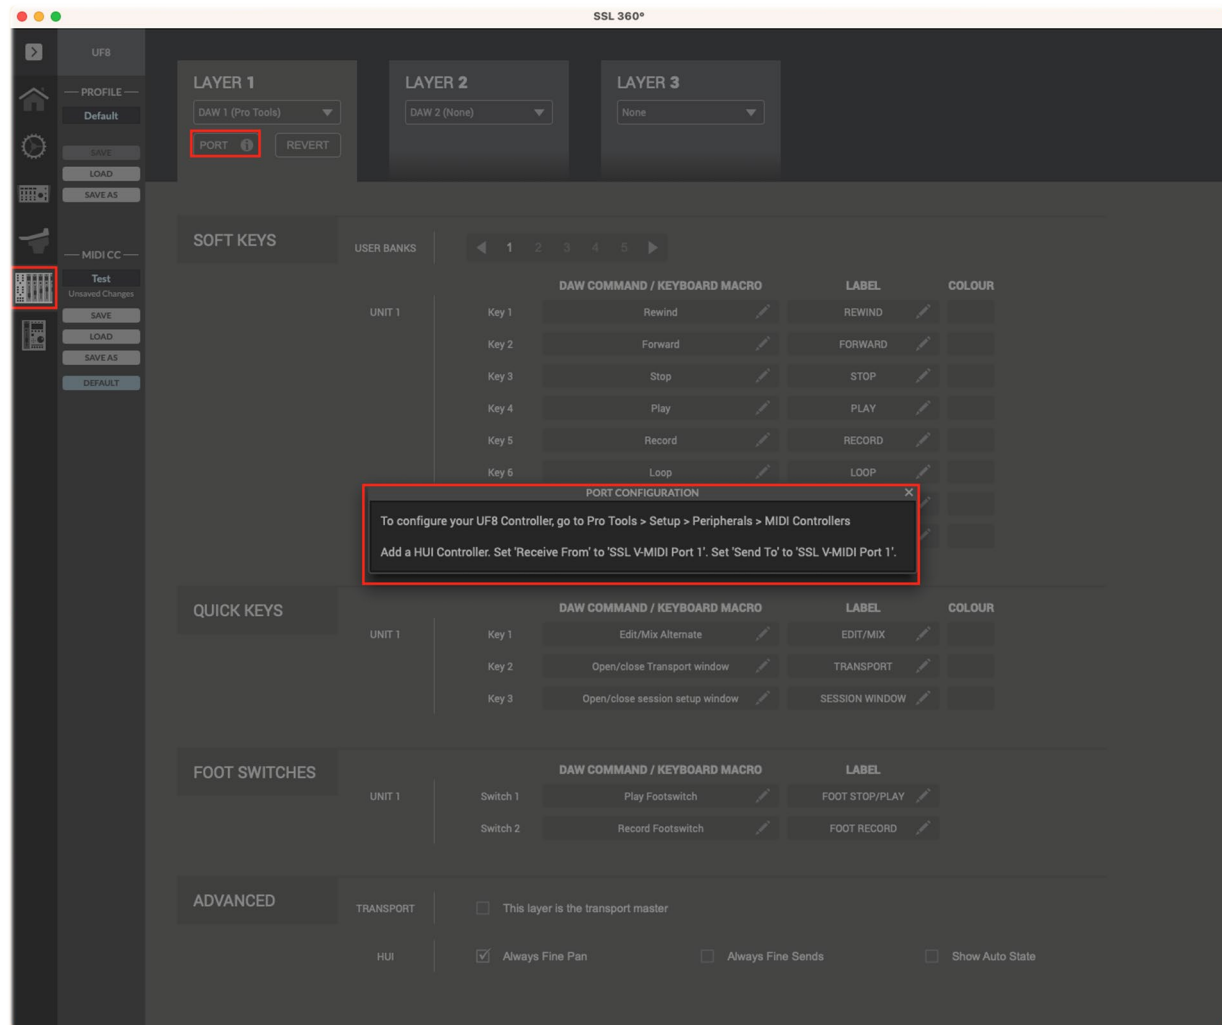 SSL 360°
UF8
PROFILE
Default
SAVE
LOAD
SAVE AS
MIDI CC
Test
Unsaved Changes
SAVE
LOAD
SAVE AS
DEFAULT
LAYER 1
DAW 1 (Pro Tools)
PORT
REVERT
LAYER 2
DAW 2 (None)
LAYER 3
None
SOFT KEYS
USER BANKS
1 2 3 4 5
DAW COMMAND / KEYBOARD MACRO LABEL COLOUR
UNIT 1 Key 1 Rewind REWIND
Key 2 Forward FORWARD
Key 3 Stop STOP
Key 4 Play PLAY
Key 5 Record RECORD
Key 6 Loop LOOP
PORT CONFIGURATION
To configure your UF8 Controller, go to Pro Tools > Setup > Peripherals > MIDI Controllers
Add a HUI Controller. Set 'Receive From' to 'SSL V-MIDI Port 1'. Set 'Send To' to 'SSL V-MIDI Port 1'.
QUICK KEYS
DAW COMMAND / KEYBOARD MACRO LABEL COLOUR
UNIT 1 Key 1 Edit/Mix Alternate EDIT/MIX
Key 2 Open/close Transport window TRANSPORT
Key 3 Open/close session setup window SESSION WINDOW
FOOT SWITCHES
DAW COMMAND / KEYBOARD MACRO LABEL
UNIT 1 Switch 1 Play Footswitch FOOT STOP/PLAY
Switch 2 Record Footswitch FOOT RECORD
ADVANCED
TRANSPORT This layer is the transport master
HUI Always Fine Pan Always Fine Sends Show Auto State